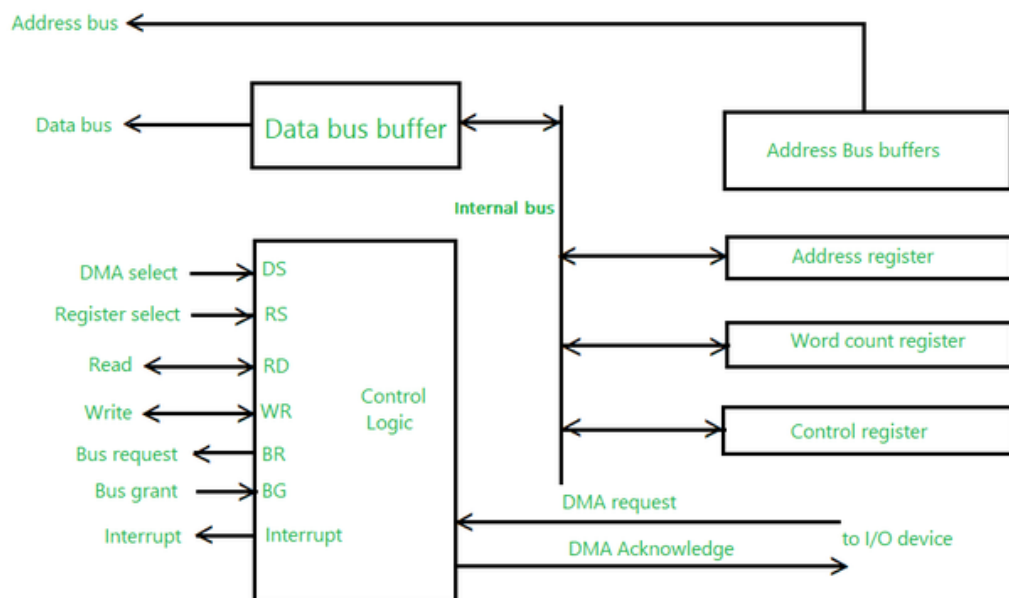 Address bus
Data bus
Data bus buffer
Address Bus buffers
Internal bus
Address register
DMA select
DS
Register select
RS
Read
RD
Word count register
Write
WR
Control
Logic
Control register
Bus request
BR
Bus grant
BG
DMA request
Interrupt
Interrupt
to I/O device
DMA Acknowledge